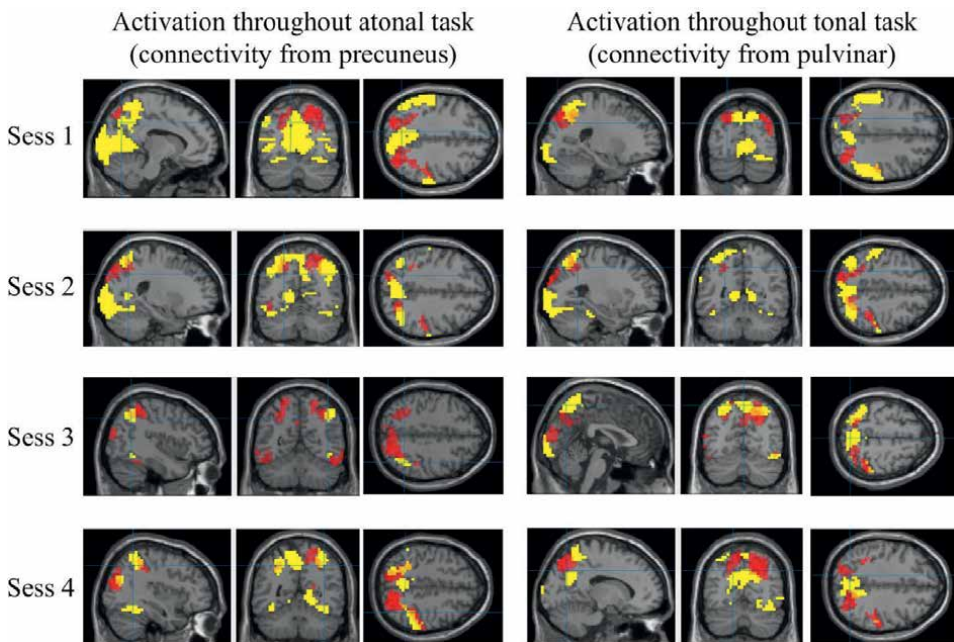 Activation throughout atonal task
(connectivity from precuneus)
Activation throughout tonal task
(connectivity from pulvinar)
Sess 1
Sess 2
Sess 3
Sess 4